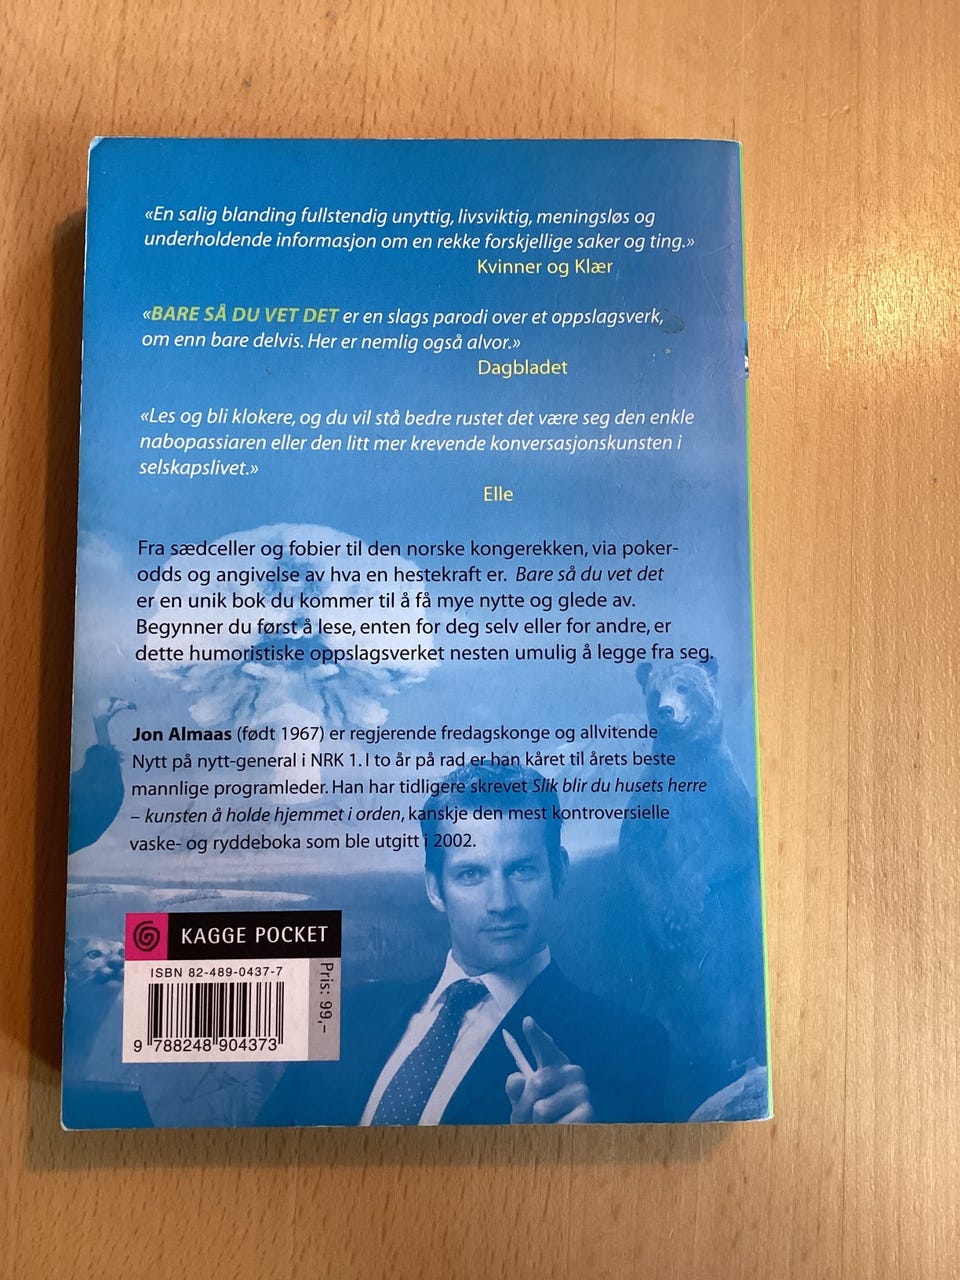 «En salig blanding fullstendig unyttig, livsviktig, meningsløs og
underholdende informasjon om en rekke forskjellige saker og ting.»
Kvinner og Klær
«BARE SÅ DU VET DET er en slags parodi over et oppslagsverk,
om enn bare delvis. Her er nemlig også alvor.»
Dagbladet
«Les og bli klokere, og du vil stå bedre rustet det være seg den enkle
nabopassiaren eller den litt mer krevende konversasjonskunsten i
selskapslivet.»
Elle
Fra sædceller og fobier til den norske kongerekken, via poker-
odds og angivelse av hva en hestekraft er. Bare så du vet det
er en unik bok du kommer til å få mye nytte og glede av.
Begynner du først å lese, enten for deg selv eller for andre, er
dette humoristiske oppslagsverket nesten umulig å legge fra seg.
Jon Almaas (født 1967) er regjerende fredagskonge og allvitende
Nytt på nytt-general i NRK 1. I to år på rad er han kåret til årets beste
mannlige programleder. Han har tidligere skrevet Slik blir du husets herre
– kunsten å holde hjemmet i orden, kanskje den mest kontroversielle
vaske- og ryddeboka som ble utgitt i 2002.
KAGGE POCKET
ISBN 82-489-0437-7
Pris: 99,–
9 788248 904373